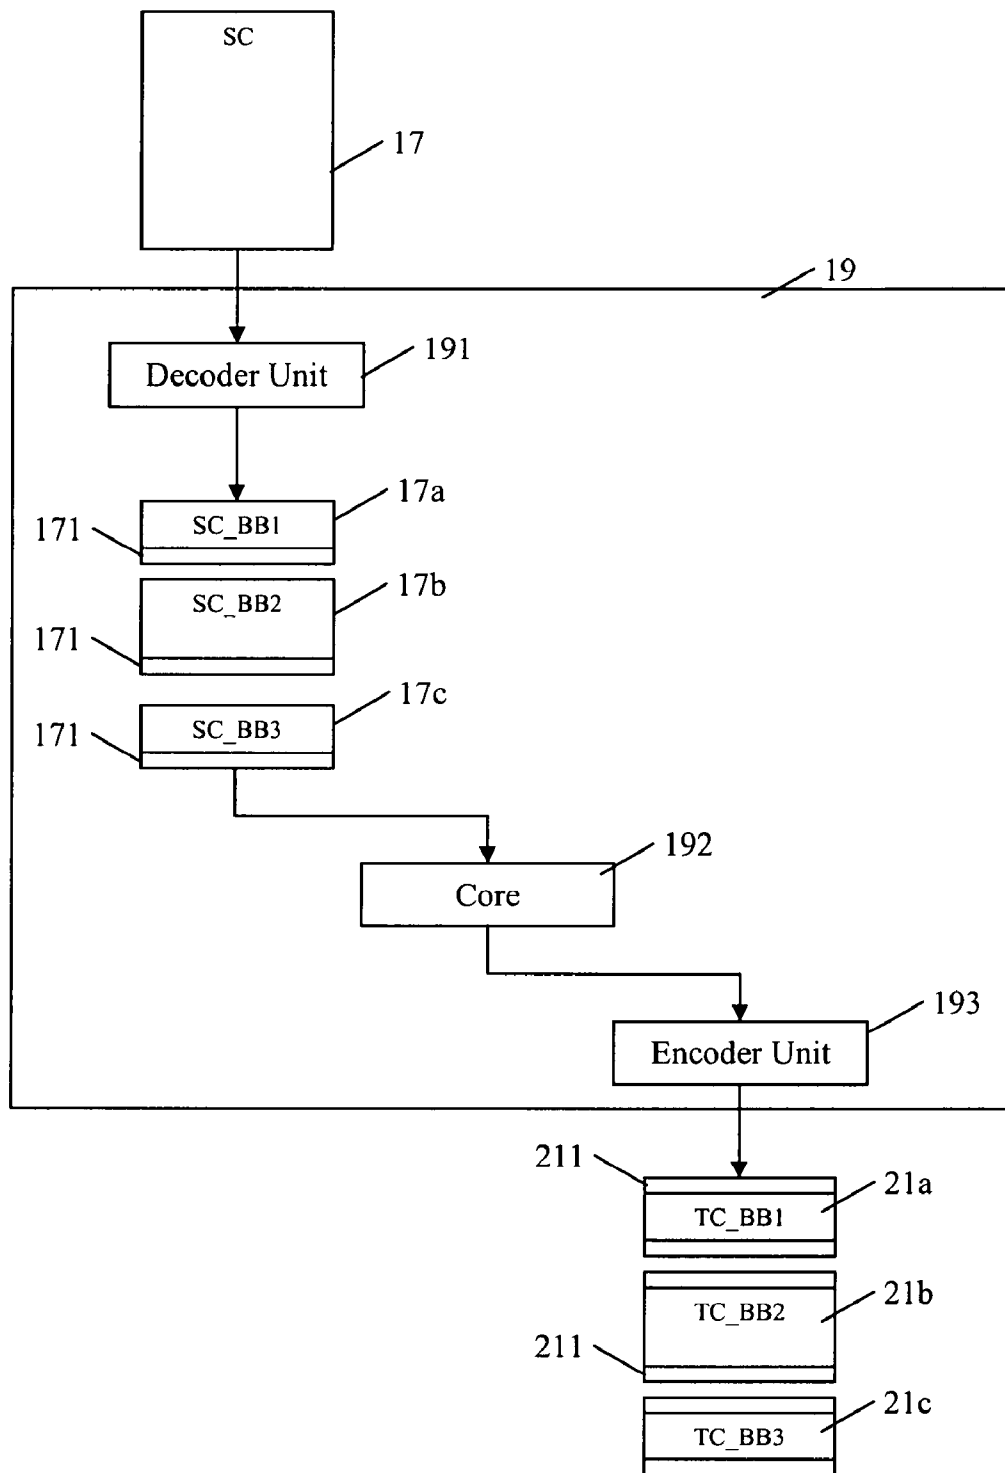 SC
17
19
191
Decoder Unit
17a
SC_BB1
171
17b
SC_BB2
171
17c
SC_BB3
171
192
Core
193
Encoder Unit
211
21a
TC_BB1
21b
TC_BB2
211
21c
TC_BB3